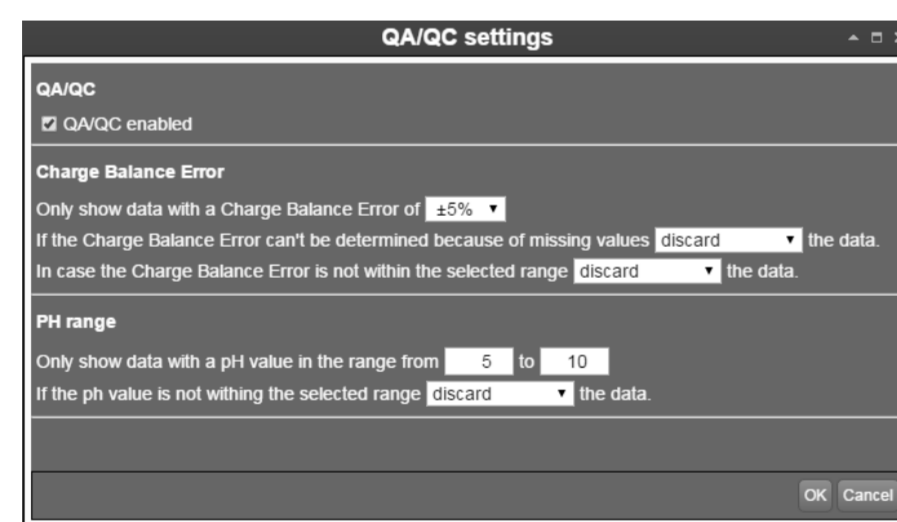 QA/QC settings
QA/QC
QA/QC enabled
Charge Balance Error
Only show data with a Charge Balance Error of ±5%
If the Charge Balance Error can't be determined because of missing values discard the data.
In case the Charge Balance Error is not within the selected range discard the data.
PH range
Only show data with a pH value in the range from 5 to 10
If the ph value is not withing the selected range discard the data.
OK Cancel